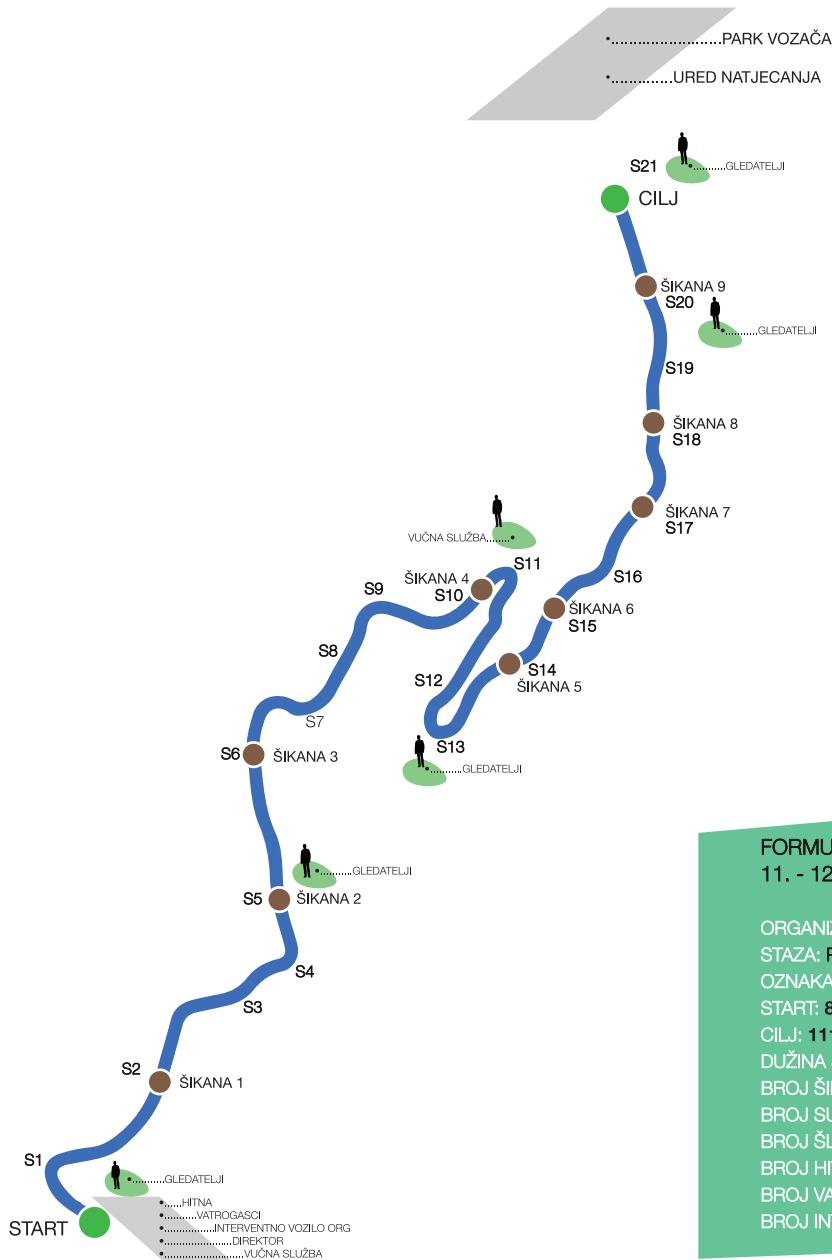 PARK VOZAČA
URED NATJECANJA
S21
GLEDATELJI
CILJ
ŠIKANA 9
S20
GLEDATELJI
S19
ŠIKANA 8
S18
ŠIKANA 7
S17
VUČNA SLUŽBA
S11
S16
ŠIKANA 4
S10
S9
ŠIKANA 6
S15
S8
S12
S14
ŠIKANA 5
S7
S13
S6
ŠIKANA 3
GLEDATELJI
GLEDATELJI
S5
ŠIKANA 2
S4
S3
S2
ŠIKANA 1
S1
GLEDATELJI
START
HITNA
VATROGASCI
INTERVENTNO VOZILO ORG
DIREKTOR
VUČNA SLUŽBA
FORMU
11. - 12
ORGANIZ
STAZA: 
OZNAKA
START: 8
CILJ: 111
DUŽINA
BROJ ŠI
BROJ SU
BROJ ŠL
BROJ HI
BROJ VA
BROJ IN